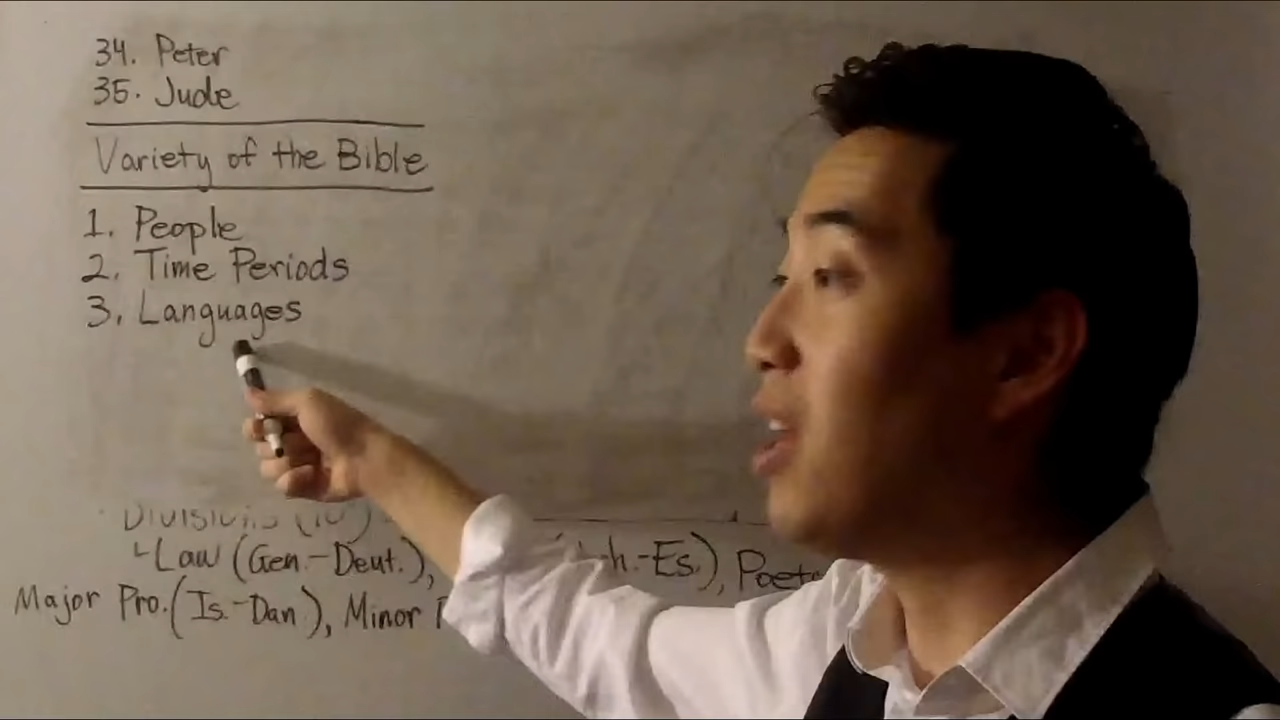 34. Peter
35. Jude
Variety of the Bible
1. People
2. Time Periods
3. Languages
Law (Gen.-Deut.), h.-Es.),
Major Pro. (Is.-Dan), Minor